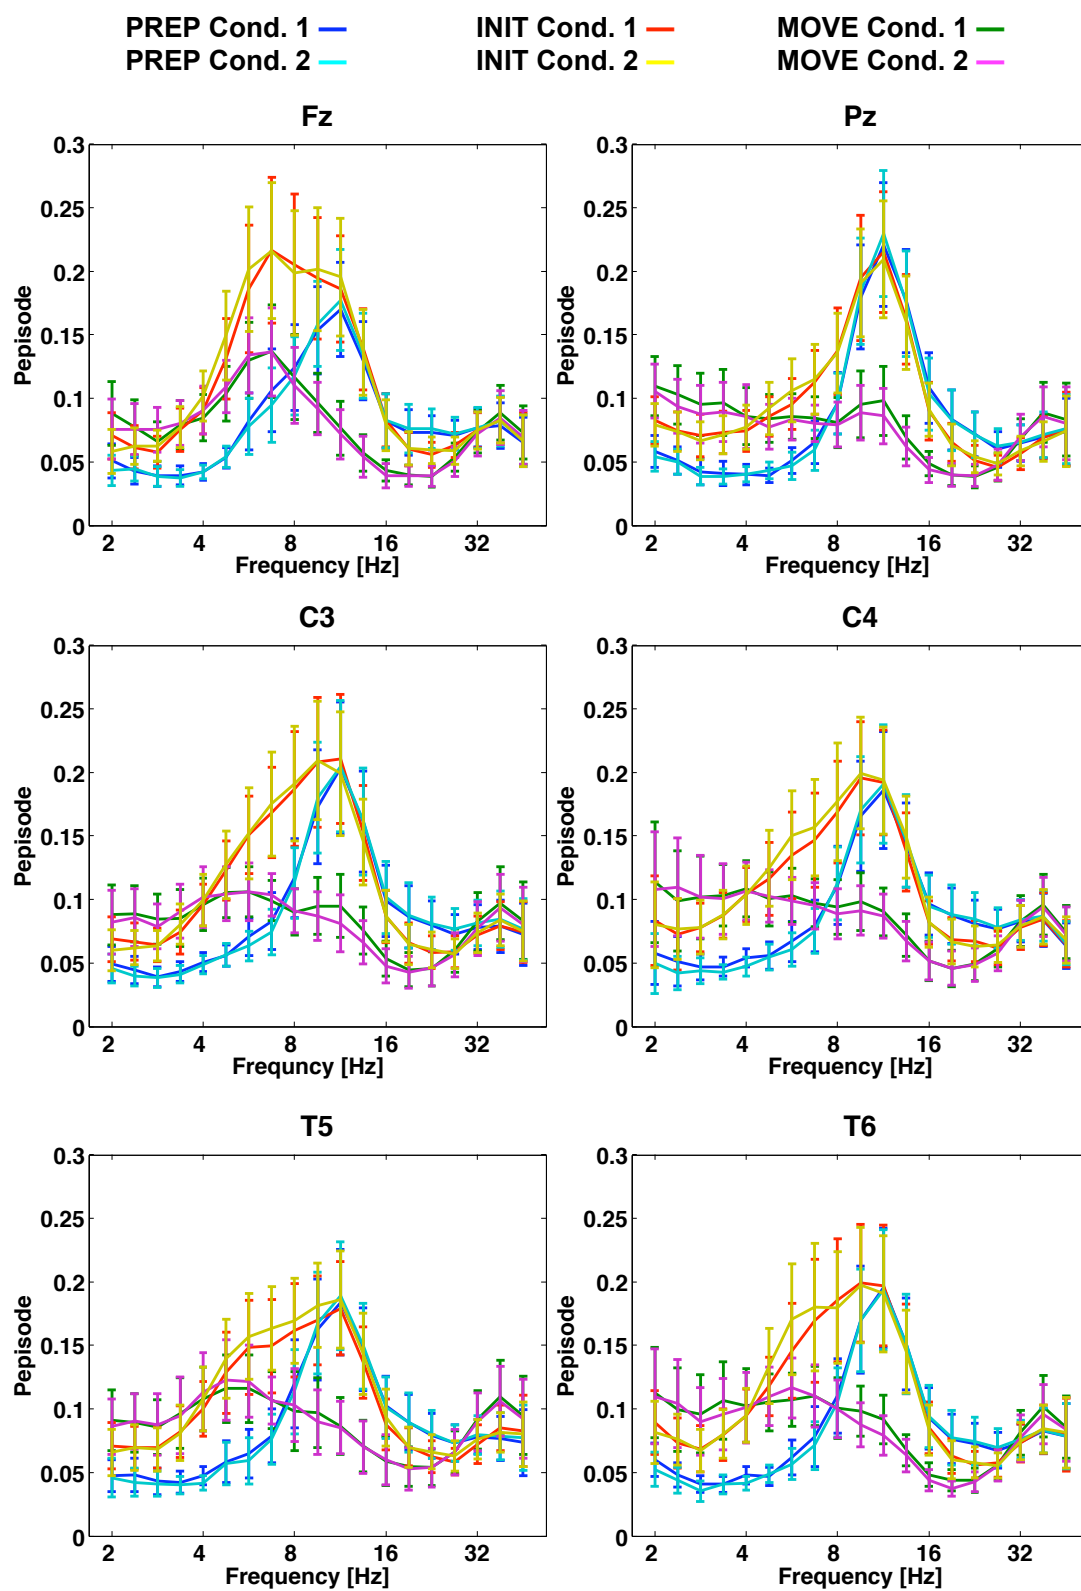 PREP Cond. 1 INIT Cond. 1 MOVE Cond. 1
PREP Cond. 2 INIT Cond. 2 MOVE Cond. 2
Fz
0.3
0.25
0.2
0.15
0.1
0.05
0
Pepisode
2 4 8 16 32
Frequency [Hz]
Pz
0.3
0.25
0.2
0.15
0.1
0.05
0
Pepisode
2 4 8 16 32
Frequency [Hz]
C3
0.3
0.25
0.2
0.15
0.1
0.05
0
Pepisode
2 4 8 16 32
Frequncy [Hz]
C4
0.3
0.25
0.2
0.15
0.1
0.05
0
Pepisode
2 4 8 16 32
Frequency [Hz]
T5
0.3
0.25
0.2
0.15
0.1
0.05
0
Pepisode
2 4 8 16 32
Frequency [Hz]
T6
0.3
0.25
0.2
0.15
0.1
0.05
0
Pepisode
2 4 8 16 32
Frequency [Hz]